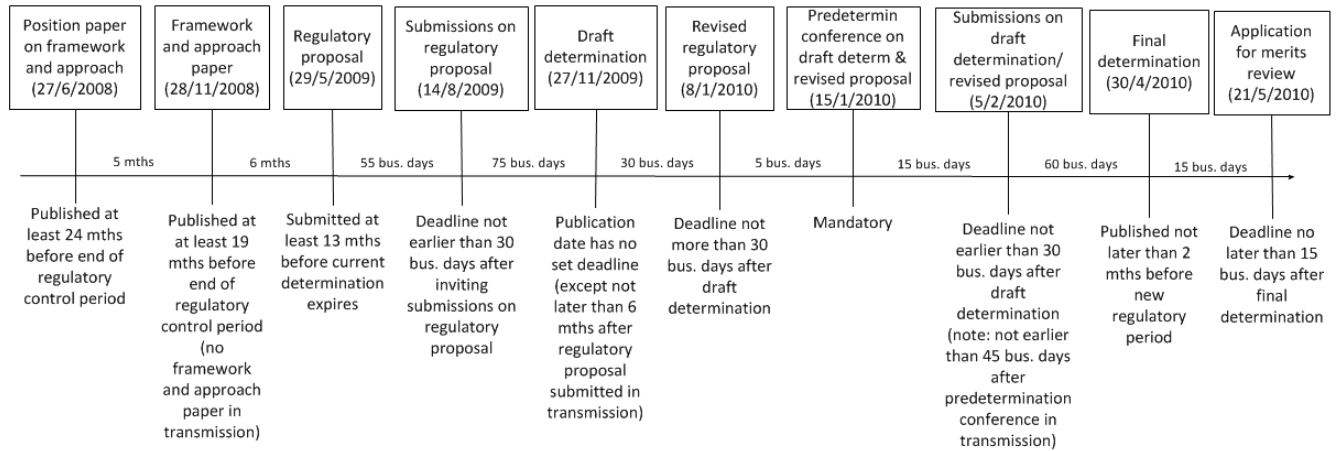 Position paper
on framework
and approach
(27/6/2008)
Framework
and approach
paper
(28/11/2008)
Regulatory
proposal
(29/5/2009)
Submissions on
regulatory
proposal
(14/8/2009)
Draft
determination
(27/11/2009)
Revised
regulatory
proposal
(8/1/2010)
Predetermin
conference on
draft determ &
revised proposal
(15/1/2010)
Submissions on
draft
determination/
revised proposal
(5/2/2010)
Final
determination
(30/4/2010)
Application
for merits
review
(21/5/2010)
5 mths
6 mths
55 bus. days
75 bus. days
30 bus. days
5 bus. days
15 bus. days
60 bus. days
15 bus. days
Published at
least 24 mths
before end of
regulatory
control period
Published at
at least 19
mths before
end of
regulatory
control period
(no
framework
and approach
paper in
transmission)
Submitted at
least 13 mths
before current
determination
expires
Deadline not
earlier than 30
bus. days after
inviting
submissions on
regulatory
proposal
Publication
date has no
set deadline
(except not
later than 6
mths after
regulatory
proposal
submitted in
transmission)
Deadline not
more than 30
bus. days after
draft
determination
Mandatory
Deadline not
earlier than 30
bus. days after
draft
determination
(note: not earlier
than 45 bus. days
after
predetermination
conference in
transmission)
Published not
later than 2
mths before
new
regulatory
period
Deadline no
later than 15
bus. days after
final
determination